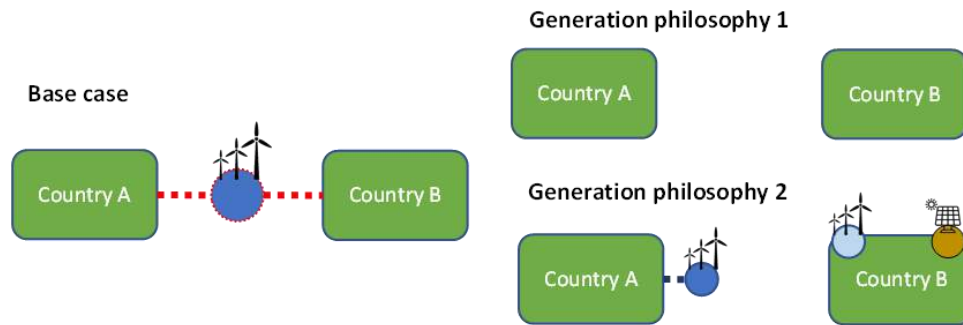 Generation philosophy 1
Country A
Country B
Base case
Country A
Country B
Generation philosophy 2
Country A
Country B